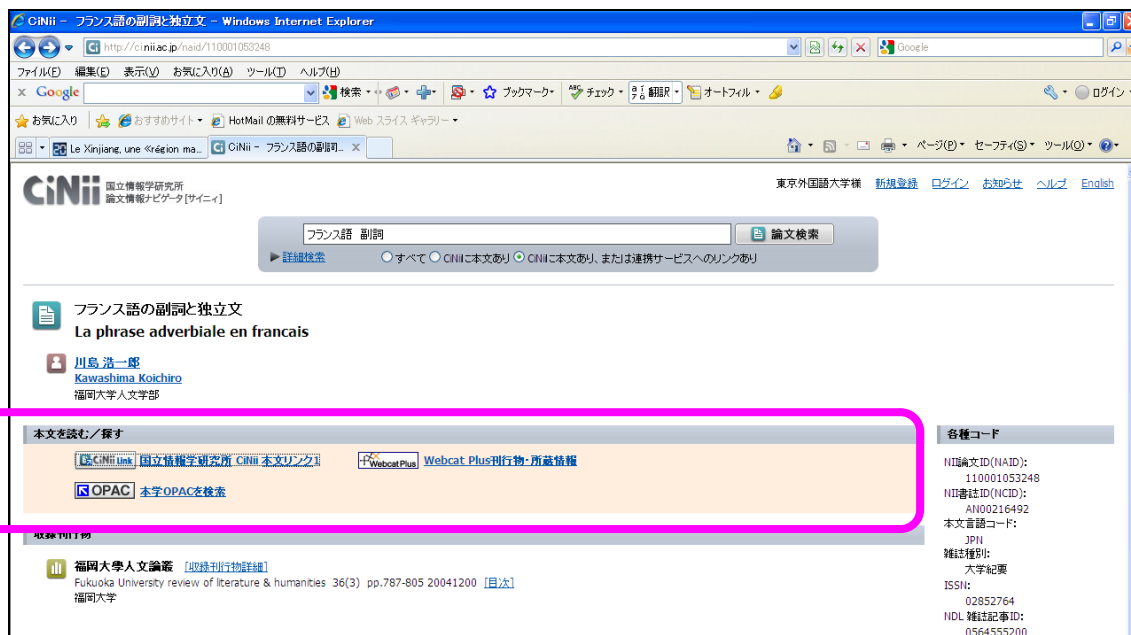 CiNii - フランス語の副詞と独立文 - Windows Internet Explorer
http://ci.nii.ac.jp/naid/110001053248
Google
ファイル(F) 編集(E) 表示(V) お気に入り(A) ツール(T) ヘルプ(H)
x Google 検索 ブックマーク チェック 翻訳 オートフィル ログイン
お気に入り おすすめサイト HotMail の無料サービス Web スライス ギャラリー
Le Xinjiang, une «région ma... CiNii - フランス語の副詞... ページ(P) セーフティ(S) ツール(O)
CiNii 国立情報学研究所
論文情報ナビゲータ[サイニィ]
東京外国語大学様 新規登録 ログイン お知らせ ヘルプ English
フランス語 副詞 論文検索
詳細検索 すべて CiNiiに本文あり CiNiiに本文あり、または連携サービスへのリンクあり
フランス語の副詞と独立文
La phrase adverbiale en francais
川島 浩一郎
Kawashima Koichiro
福岡大学人文学部
本文を読む／探す
CiNii Link 国立情報学研究所 CiNii 本文リンク1 Webcat Plus Webcat Plus刊行物・所蔵情報
OPAC 本学OPACを検索
収録刊行物
福岡大學人文論叢 [収録刊行物詳細]
Fukuoka University review of literature & humanities 36(3) pp.787-805 20041200 [目次]
福岡大学
各種コード
NII論文ID(NAID):
110001053248
NII書誌ID(NCID):
AN00216492
本文言語コード:
JPN
雑誌種別:
大学紀要
ISSN:
02852764
NDL 雑誌記事ID:
0564555200